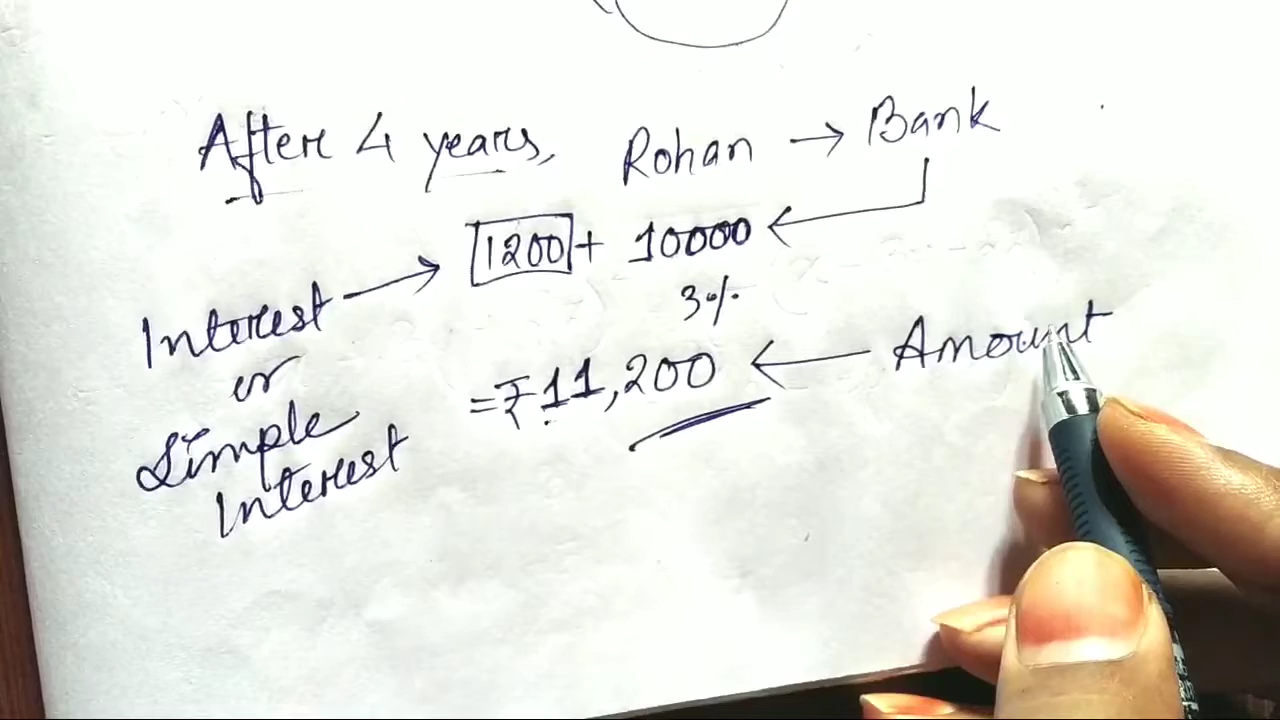 After 4 years, Rohan → Bank
1200 + 10000 ←
3%
Interest →
or
Simple
Interest
= ₹ 11,200 ← Amount